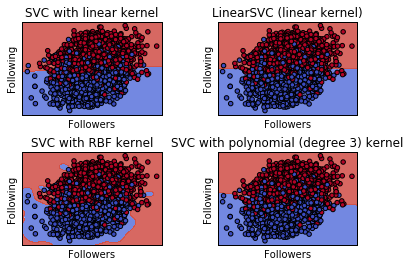 SVC with linear kernel
LinearSVC (linear kernel)
Following
Following
Followers
Followers
SVC with RBF kernel
SVC with polynomial (degree 3) kernel
Following
Following
Followers
Followers